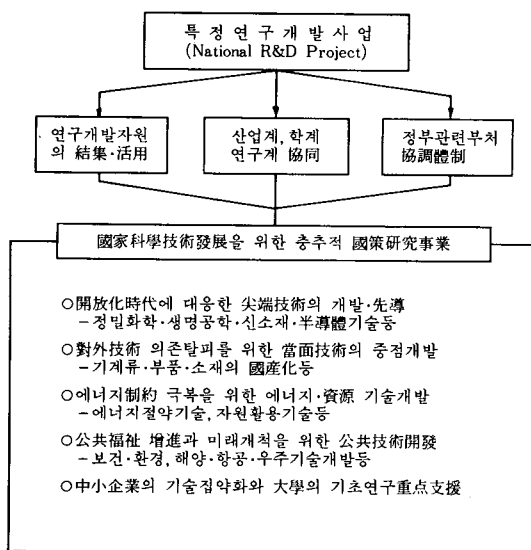 특 정 연 구 개 발 사 업
(National R&D Project)
연구개발자원
의 結集·活用
산업계, 학계
연구계 協同
정부관련부처
協調體制
國家科學技術發展을 위한 충추적 國策硏究事業
○開放化時代에 대응한 尖端技術의 개발·先導
-정밀화학·생명공학·신소재·半導體기술등
○對外技術 의존탈피를 위한 當面技術의 중점개발
-기계류·부품·소재의 國産化등
○에너지制約 극복을 위한 에너지·資源 기술개발
-에너지절약기술, 자원활용기술등
○公共福祉 增進과 미래개척을 위한 公共技術開發
-보건·환경, 해양·항공·우주기술개발등
○中小企業의 기술집약화와 大學의 기초연구重点支援